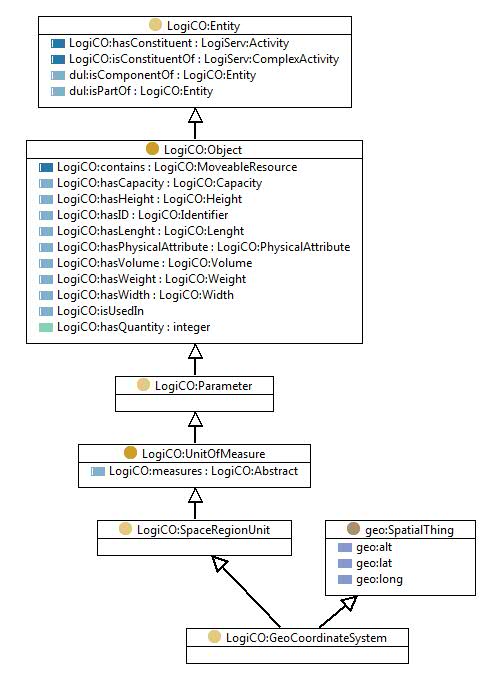 LogiCO:Entity
LogiCO:hasConstituent : LogiServ:Activity
LogiCO:isConstituentOf : LogiServ:ComplexActivity
dul:isComponentOf : LogiCO:Entity
dul:isPartOf : LogiCO:Entity
LogiCO:Object
LogiCO:contains : LogiCO:MoveableResource
LogiCO:hasCapacity : LogiCO:Capacity
LogiCO:hasHeight : LogiCO:Height
LogiCO:hasID : LogiCO:Identifier
LogiCO:hasLenght : LogiCO:Lenght
LogiCO:hasPhysicalAttribute : LogiCO:PhysicalAttribute
LogiCO:hasVolume : LogiCO:Volume
LogiCO:hasWeight : LogiCO:Weight
LogiCO:hasWidth : LogiCO:Width
LogiCO:isUsedIn
LogiCO:hasQuantity : integer
LogiCO:Parameter
LogiCO:UnitOfMeasure
LogiCO:measures : LogiCO:Abstract
LogiCO:SpaceRegionUnit
geo:SpatialThing
geo:alt
geo:lat
geo:long
LogiCO:GeoCoordinateSystem